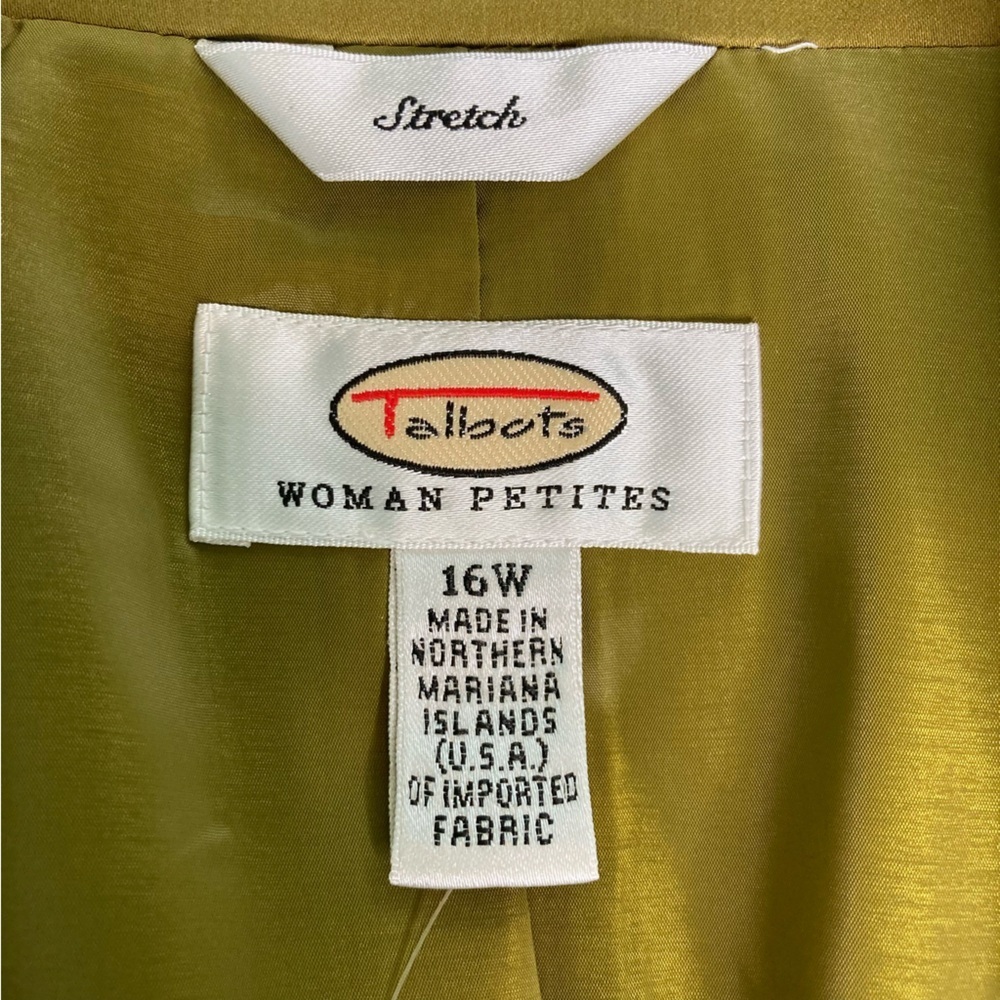 Stretch
Talbots
WOMAN PETITES
16W
MADE IN
NORTHERN
MARIANA
ISLANDS
(U.S.A.)
OF IMPORTED
FABRIC